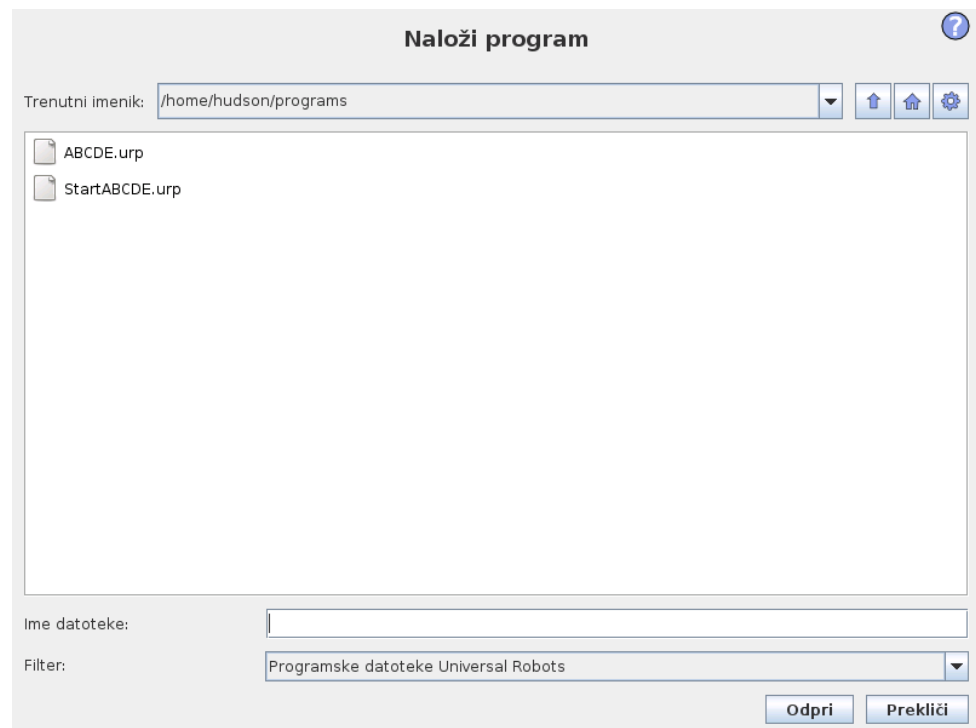 Naloži program
?
Trenutni imenik: /home/hudson/programs
ABCDE.urp
StartABCDE.urp
Ime datoteke:
Filter: Programske datoteke Universal Robots
Odpri Prekliči